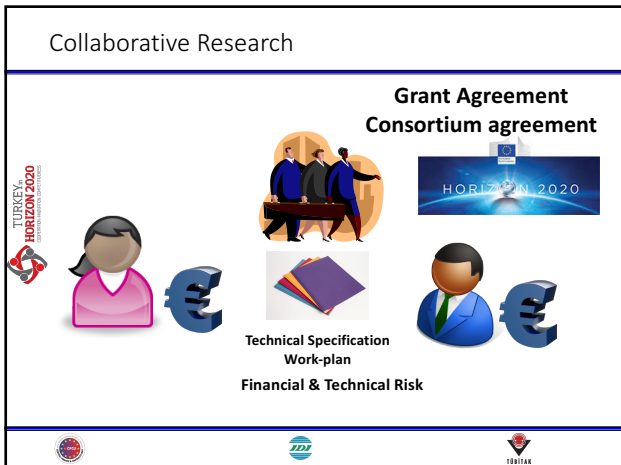 Collaborative Research
Grant Agreement
Consortium agreement
HORIZON 2020
TURKEY in
HORIZON 2020
Technical Specification
Work-plan
Financial & Technical Risk
TÜBİTAK